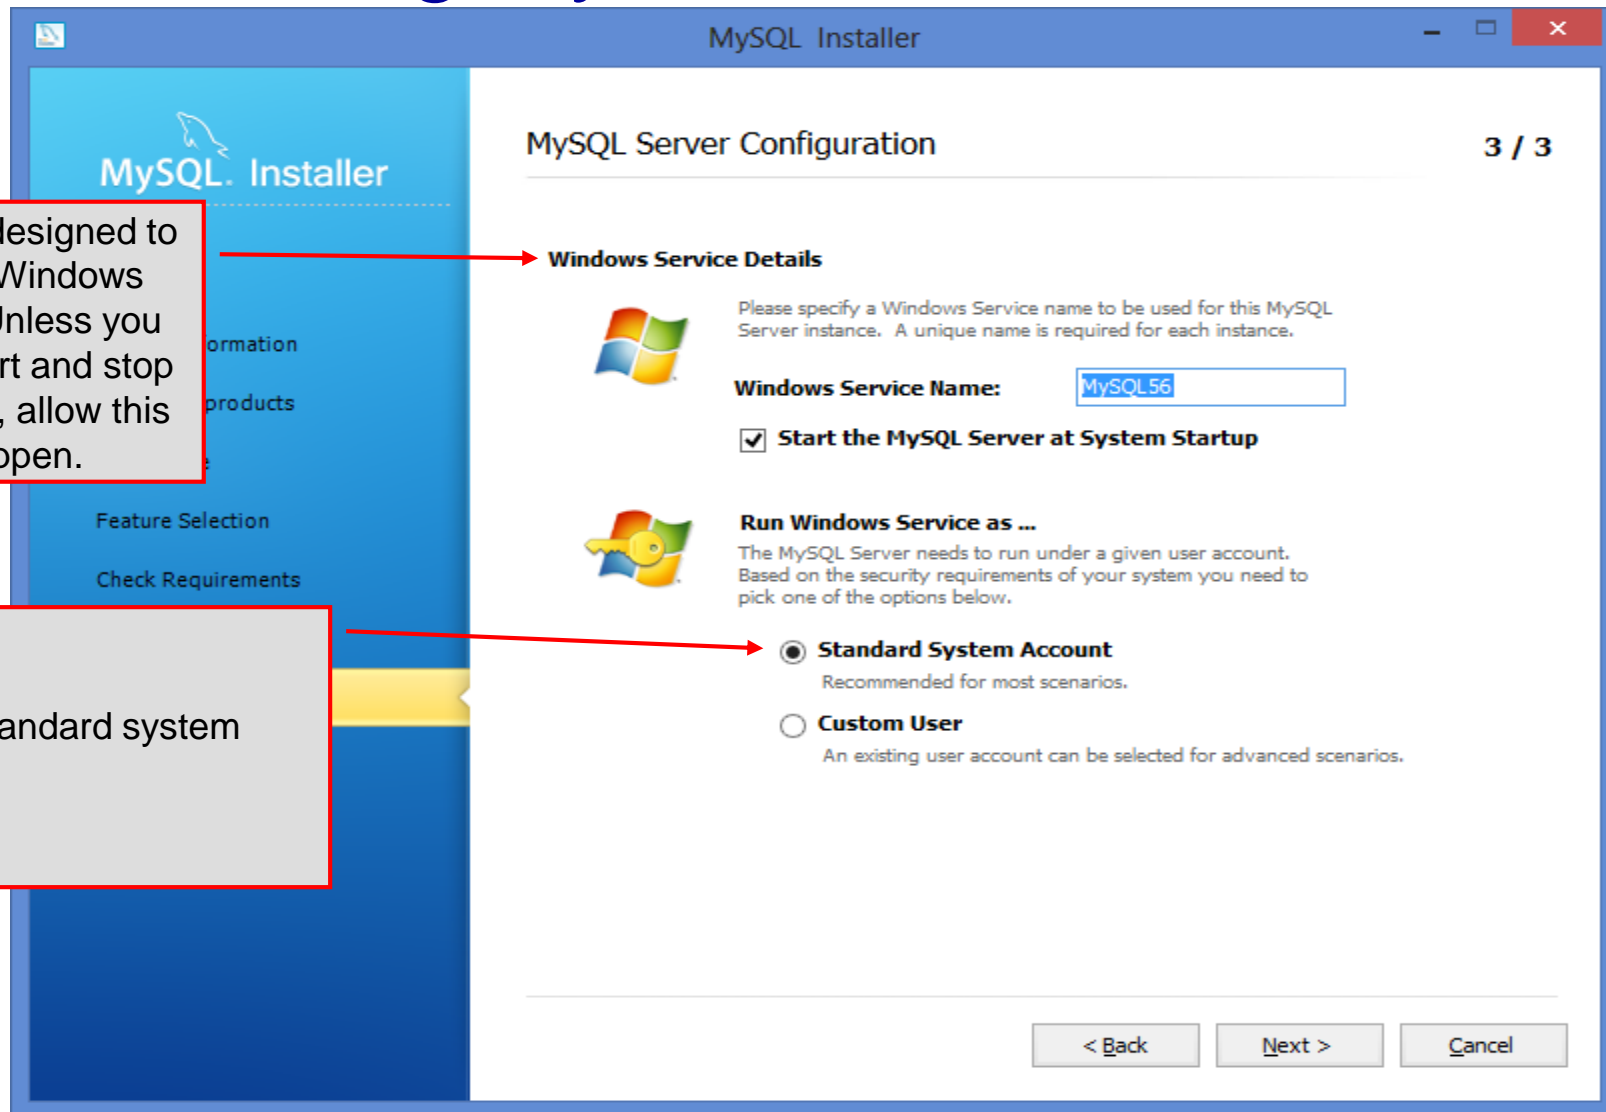 MySQL Installer
MySQL Installer
designed to
Windows
Unless you
rt and stop
, allow this
open.
ormation
products
Feature Selection
Check Requirements
andard system
MySQL Server Configuration
3 / 3
Windows Service Details
Please specify a Windows Service name to be used for this MySQL
Server instance. A unique name is required for each instance.
Windows Service Name:
MySQL56
Start the MySQL Server at System Startup
Run Windows Service as ...
The MySQL Server needs to run under a given user account.
Based on the security requirements of your system you need to
pick one of the options below.
Standard System Account
Recommended for most scenarios.
Custom User
An existing user account can be selected for advanced scenarios.
< Back
Next >
Cancel